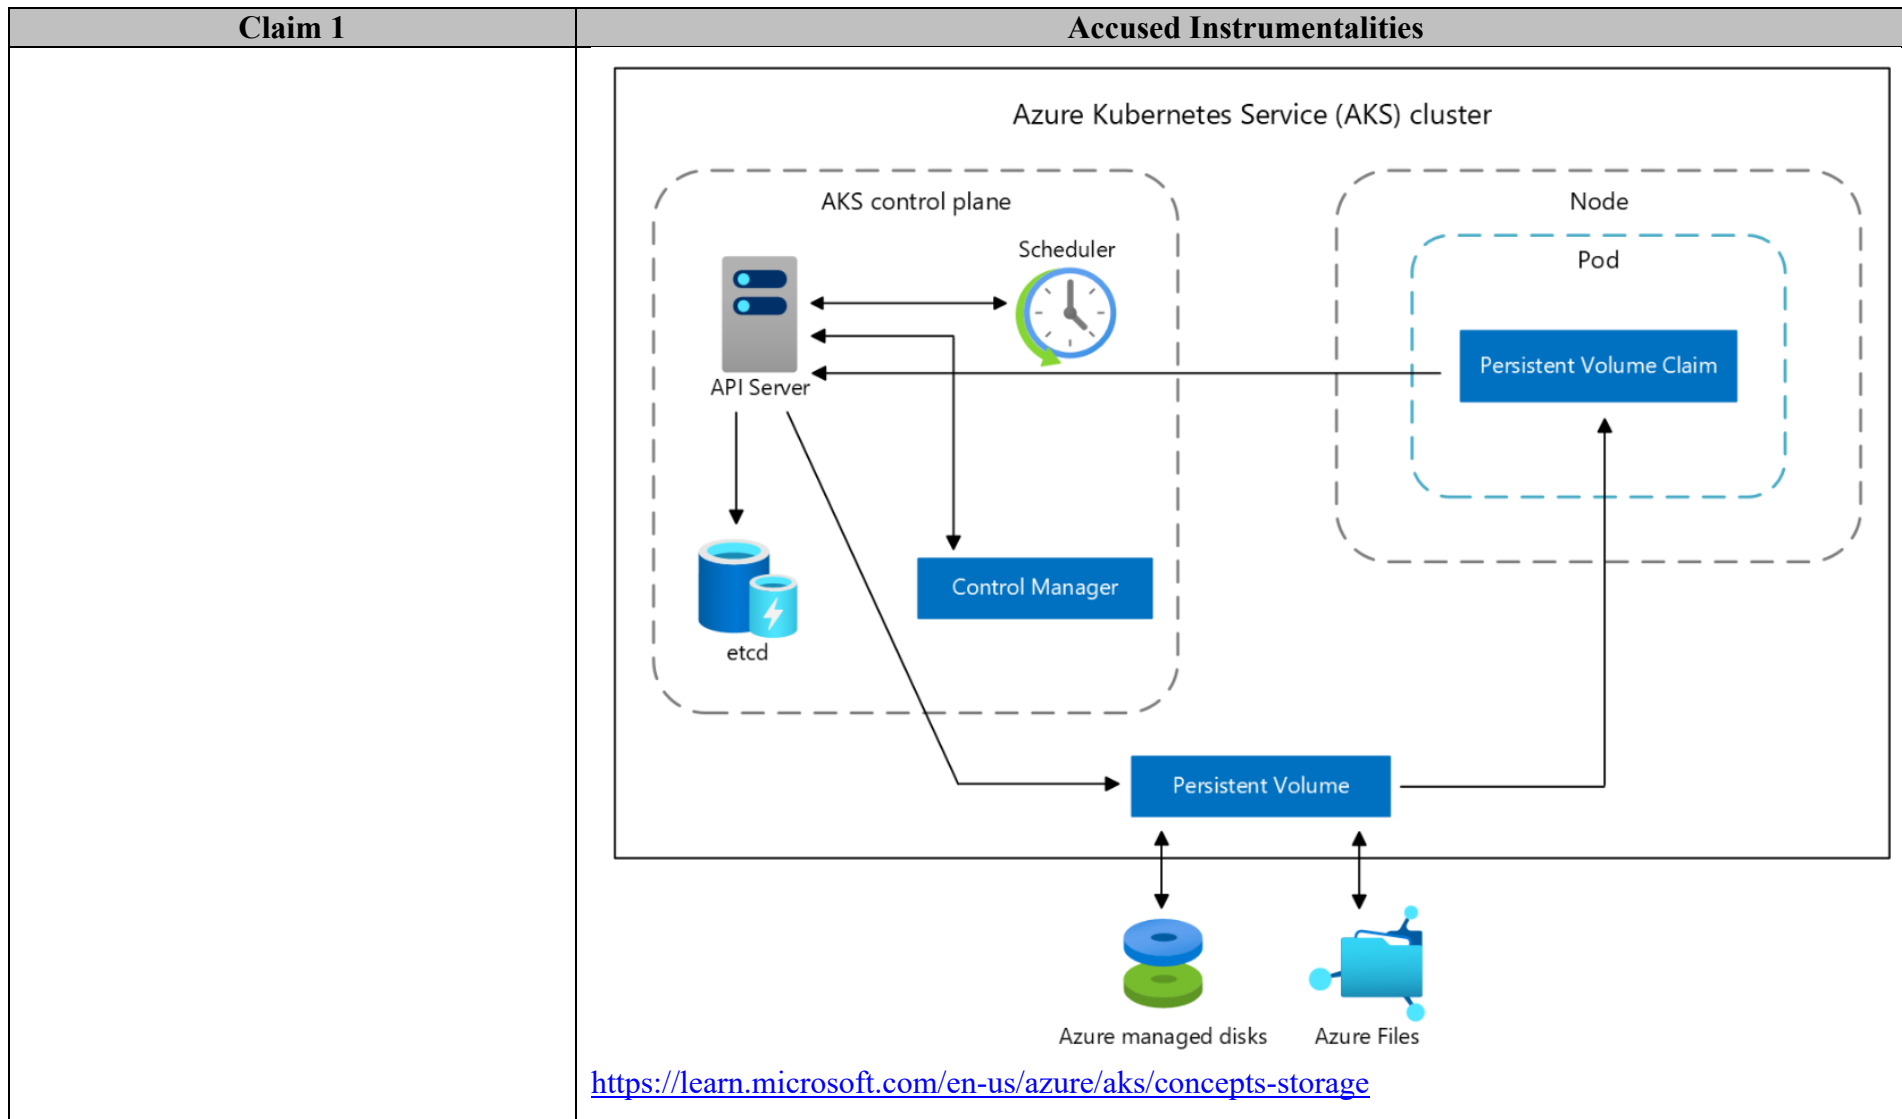 Claim 1
Accused Instrumentalities
Azure Kubernetes Service (AKS) cluster
AKS control plane
Scheduler
API Server
etcd
Control Manager
Node
Pod
Persistent Volume Claim
Persistent Volume
Azure managed disks
Azure Files
https://learn.microsoft.com/en-us/azure/aks/concepts-storage